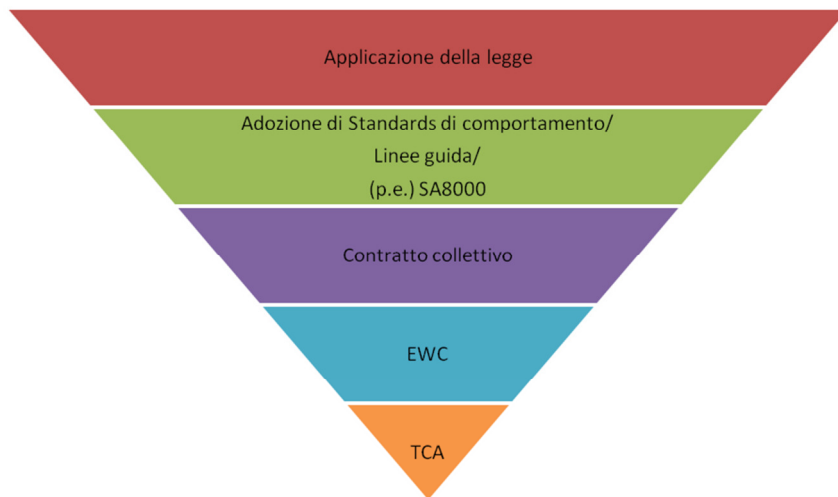 Applicazione della legge
Adozione di Standards di comportamento/
Linee guida/
(p.e.) SA8000
Contratto collettivo
EWC
TCA